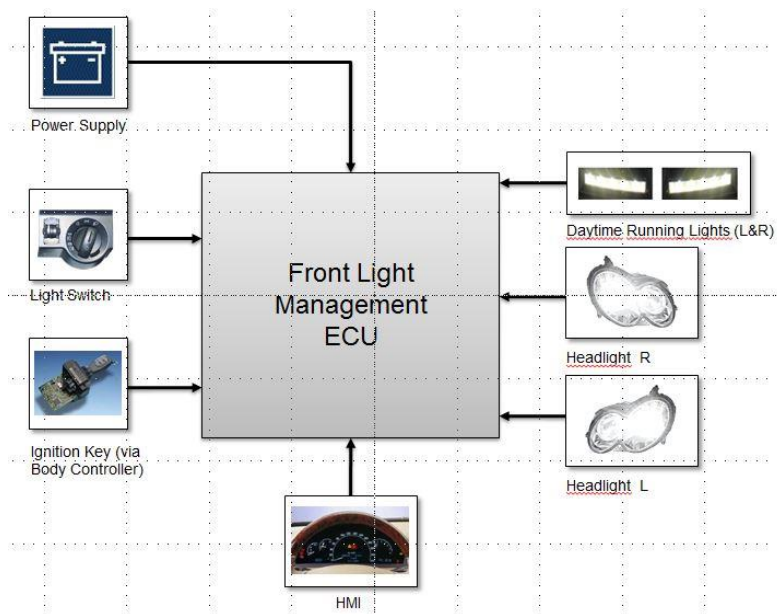 Power Supply
Light Switch
Ignition Key (via
Body Controller)
Front Light
Management
ECU
Daytime Running Lights (L&R)
Headlight R
Headlight L
HMI